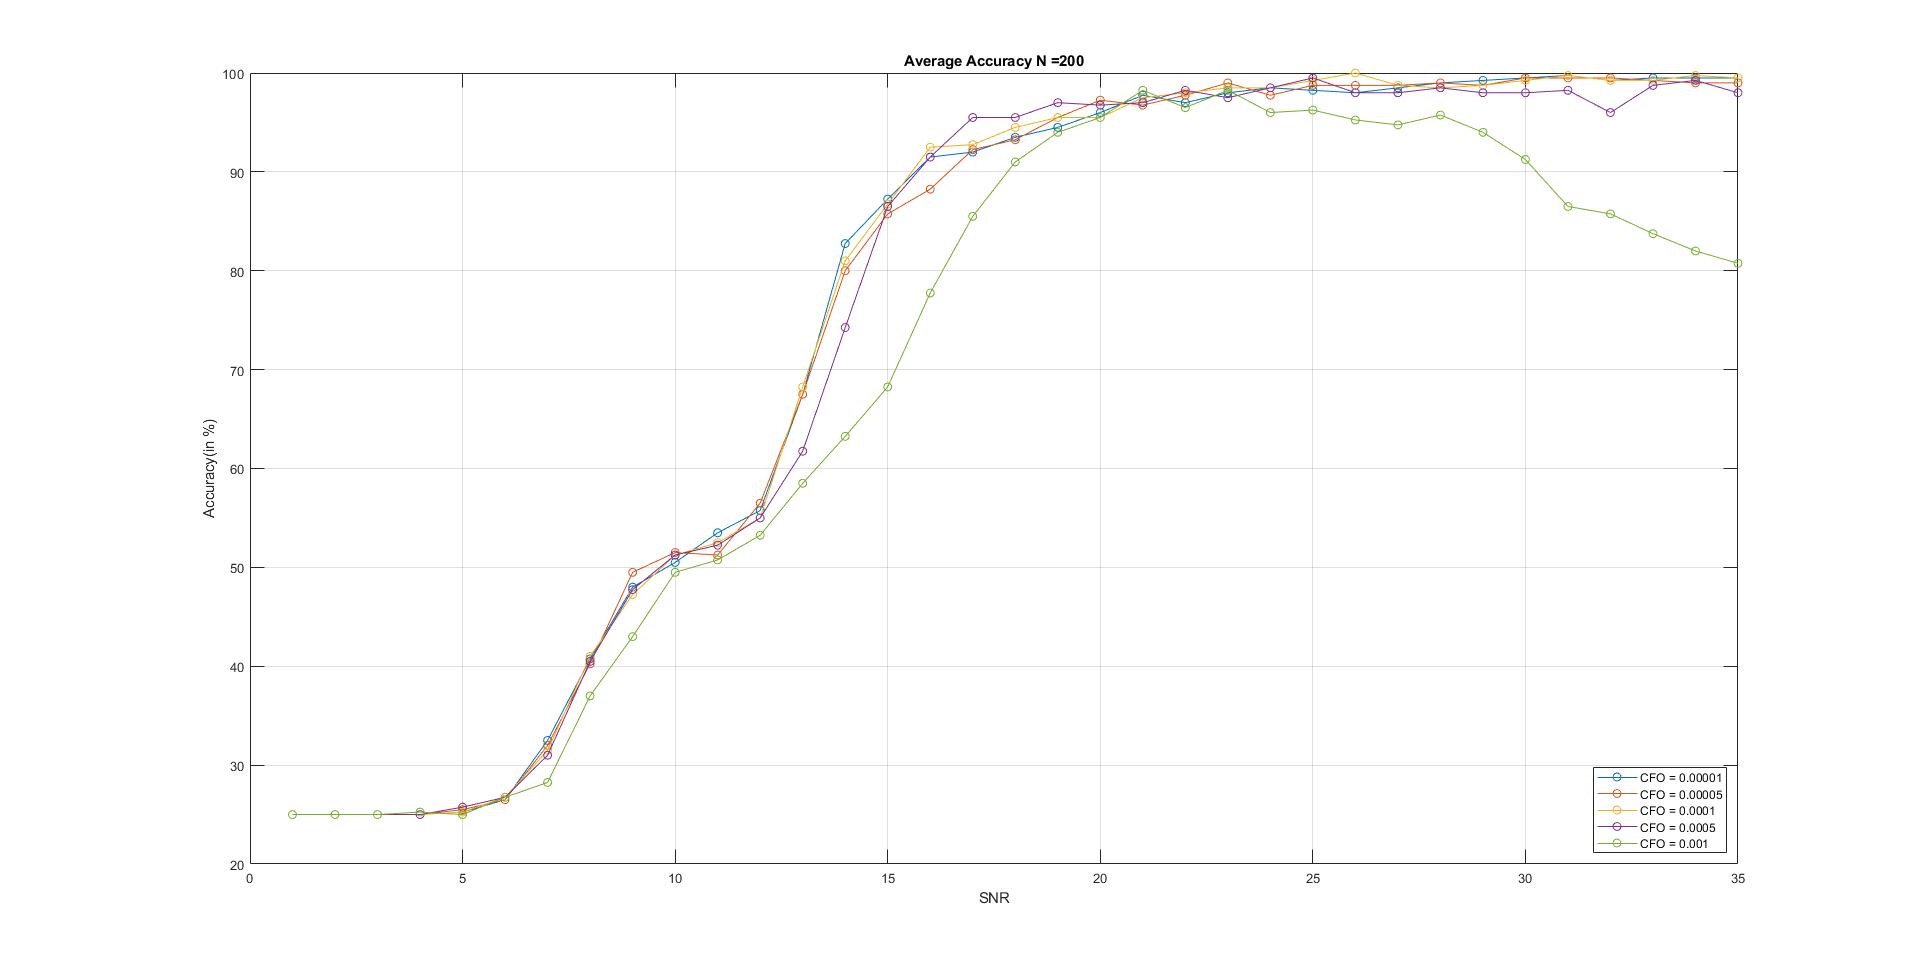 Average Accuracy N =200
100
90
80
70
60
50
40
30
20
Accuracy(in %)
0 5 10 15 20 25 30 35
SNR
CFO = 0.00001
CFO = 0.00005
CFO = 0.0001
CFO = 0.0005
CFO = 0.001